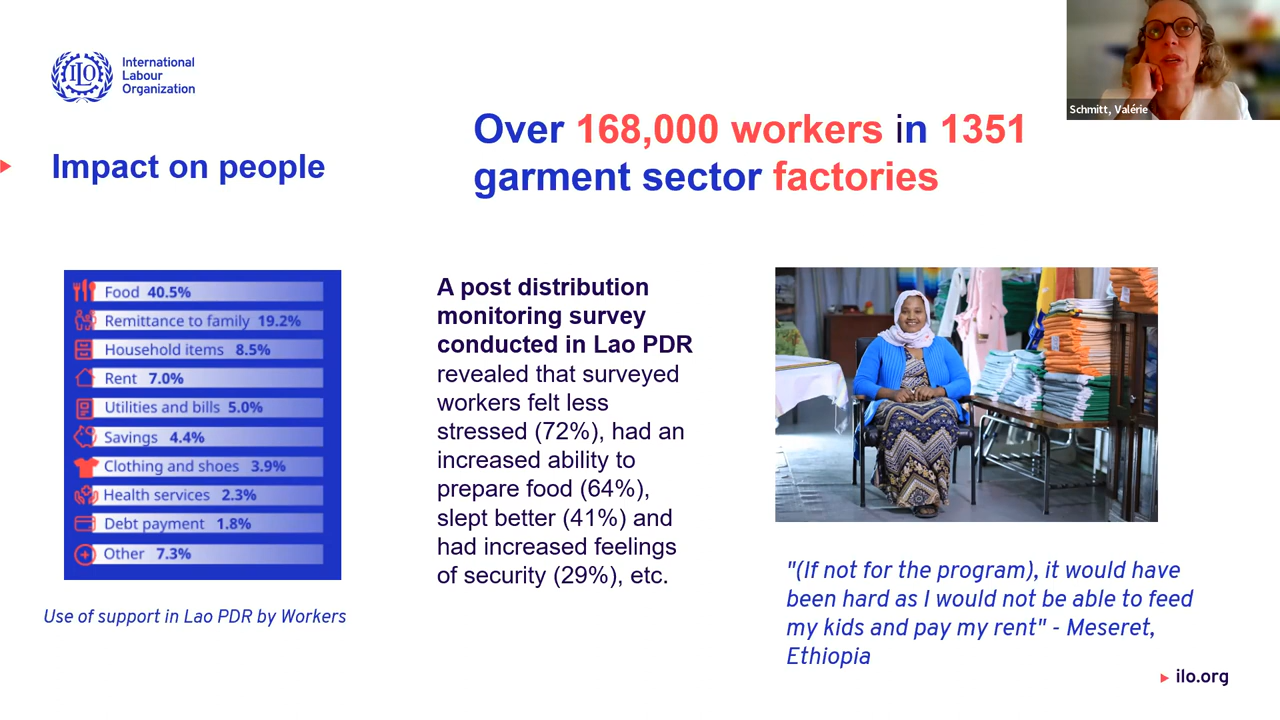 International
Labour
Organization
ILO
Impact on people
Over 168,000 workers in 1351
garment sector factories
Schmitt, Valérie
Food 40.5%
Remittance to family 19.2%
Household items 8.5%
Rent 7.0%
Utilities and bills 5.0%
Savings 4.4%
Clothing and shoes 3.9%
Health services 2.3%
Debt payment 1.8%
Other 7.3%
Use of support in Lao PDR by Workers
A post distribution
monitoring survey
conducted in Lao PDR
revealed that surveyed
workers felt less
stressed (72%), had an
increased ability to
prepare food (64%),
slept better (41%) and
had increased feelings
of security (29%), etc.
"(If not for the program), it would have
been hard as I would not be able to feed
my kids and pay my rent" - Meseret,
Ethiopia
ilo.org